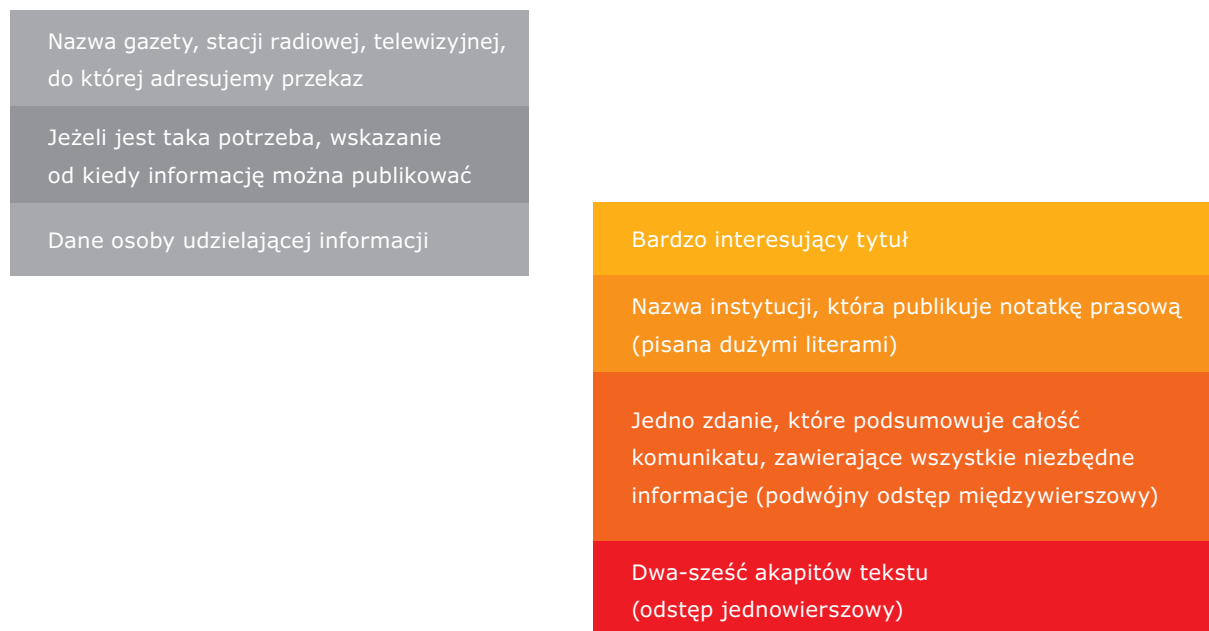 Nazwa gazety, stacji radiowej, telewizyjnej,
do której adresujemy przekaz
Jeżeli jest taka potrzeba, wskazanie
od kiedy informację można publikować
Dane osoby udzielającej informacji
Bardzo interesujący tytuł
Nazwa instytucji, która publikuje notatkę prasową
(pisana dużymi literami)
Jedno zdanie, które podsumowuje całość
komunikatu, zawierające wszystkie niezbędne
informacje (podwójny odstęp międzywierszowy)
Dwa-sześć akapitów tekstu
(odstęp jednowierszowy)